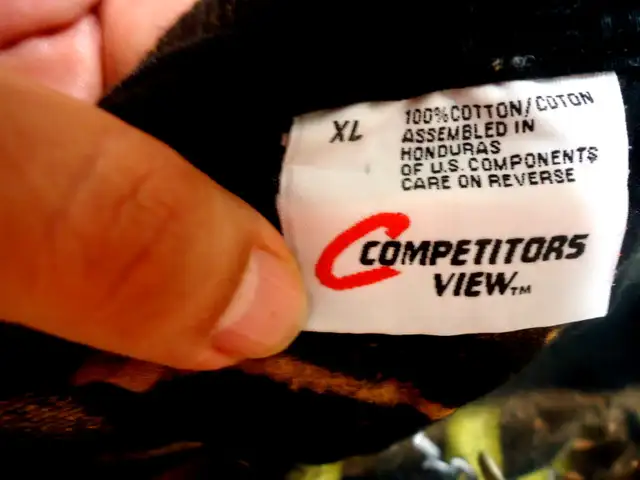 XL
100% COTTON/COTON
ASSEMBLED IN
HONDURAS
OF U.S. COMPONENTS
CARE ON REVERSE
COMPETITORS
VIEW™